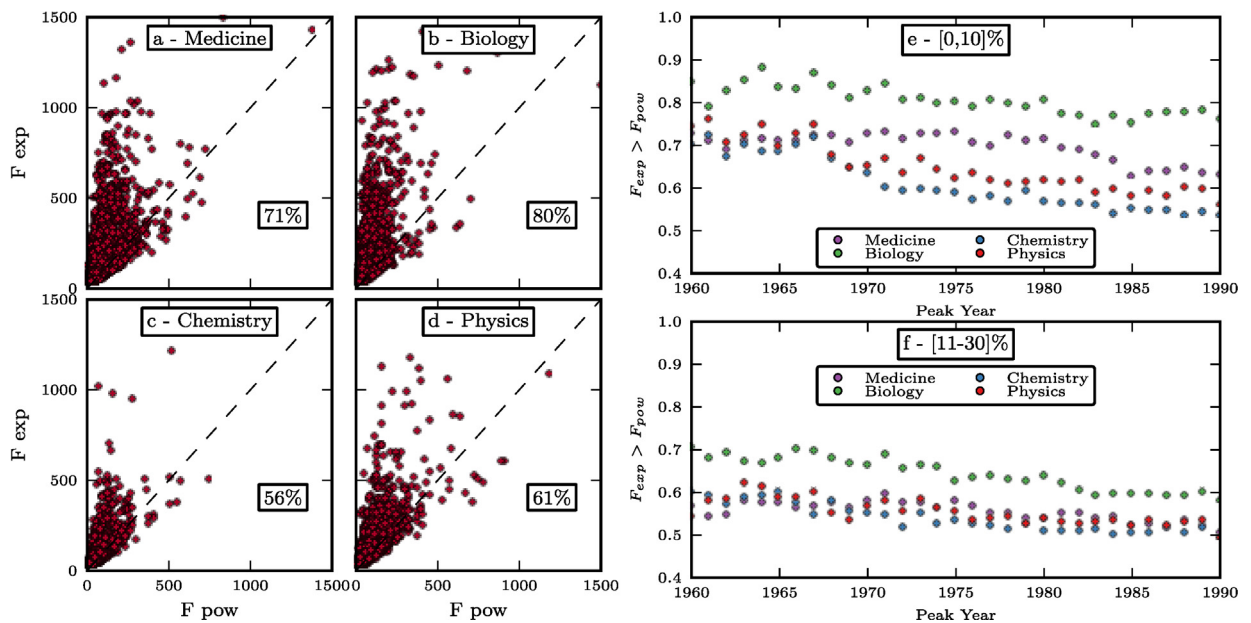 1500
1000
500
0
F exp
a - Medicine
71%
b - Biology
80%
1500
1000
500
0
F exp
c - Chemistry
56%
0 500 1000 1500
F pow
d - Physics
61%
0 500 1000 1500
F pow
1.0
0.9
0.8
0.7
0.6
0.5
0.4
F_exp > F_pow
e - [0,10]%
Medicine Chemistry
Biology Physics
1960 1965 1970 1975 1980 1985 1990
Peak Year
1.0
0.9
0.8
0.7
0.6
0.5
0.4
F_exp > F_pow
f - [11-30]%
Medicine Chemistry
Biology Physics
1960 1965 1970 1975 1980 1985 1990
Peak Year